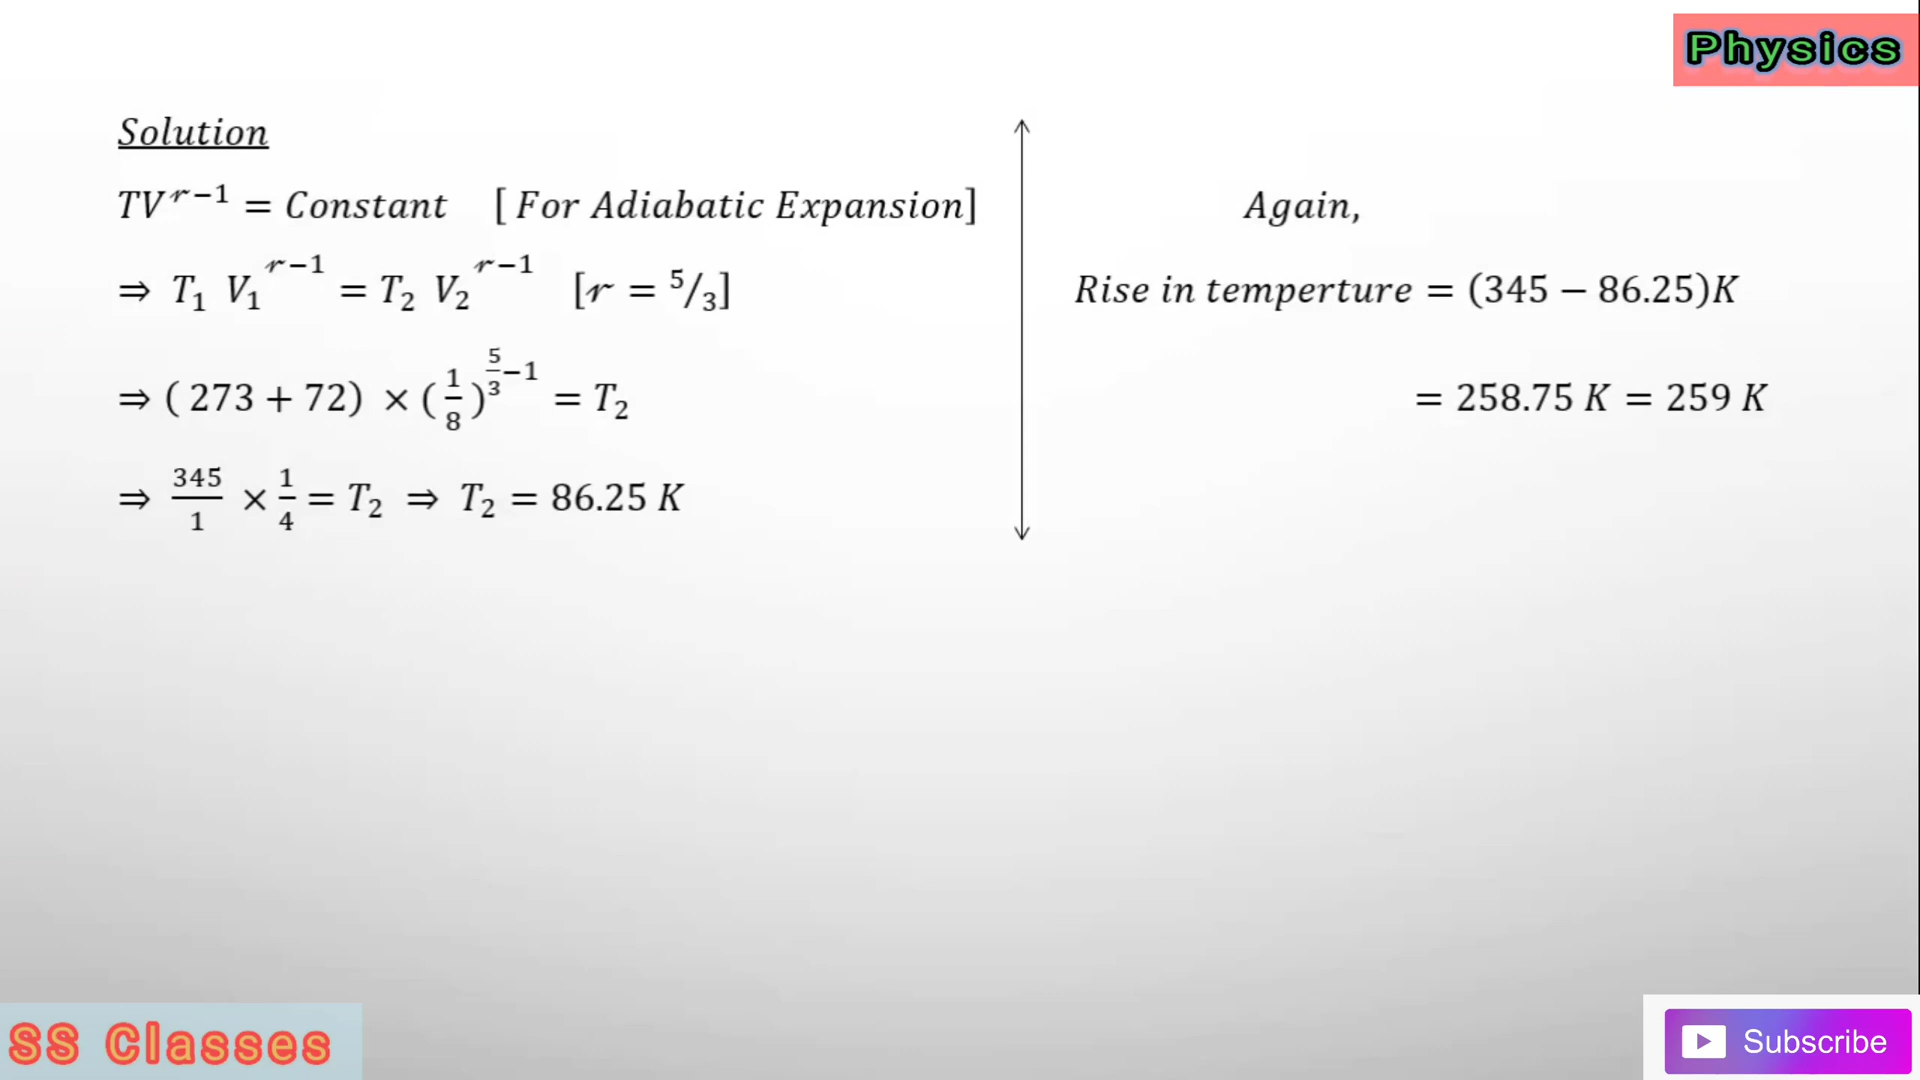 Physics
Solution
TV^{r−1} = Constant [ For Adiabatic Expansion]
⇒ T₁ V₁^{r−1} = T₂ V₂^{r−1} [r = 5/3]
⇒ ( 273 + 72) × (1/8)^{5/3−1} = T₂
⇒ 345/1 × 1/4 = T₂ ⇒ T₂ = 86.25 K
Again,
Rise in temperture = (345 − 86.25)K
= 258.75 K = 259 K
SS Classes
Subscribe